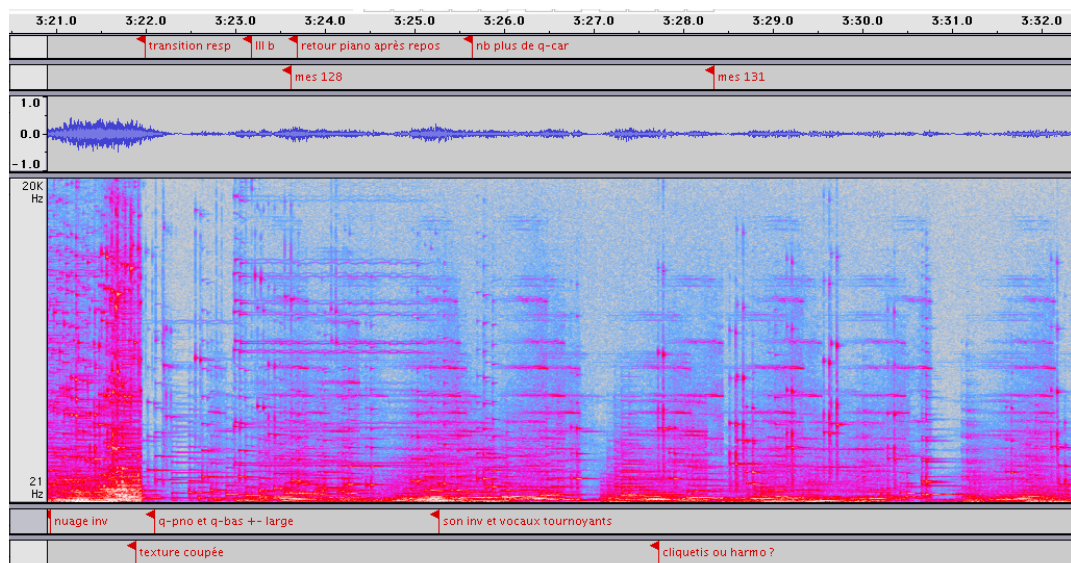 3:21.0 3:22.0 3:23.0 3:24.0 3:25.0 3:26.0 3:27.0 3:28.0 3:29.0 3:30.0 3:31.0 3:32.0
transition resp III b retour piano après repos nb plus de q-car
mes 128 mes 131
1.0
0.0
-1.0
20K
Hz
21
Hz
nuage inv q-pno et q-bas +- large son inv et vocaux tournoyants
texture coupée cliquetis ou harmo ?